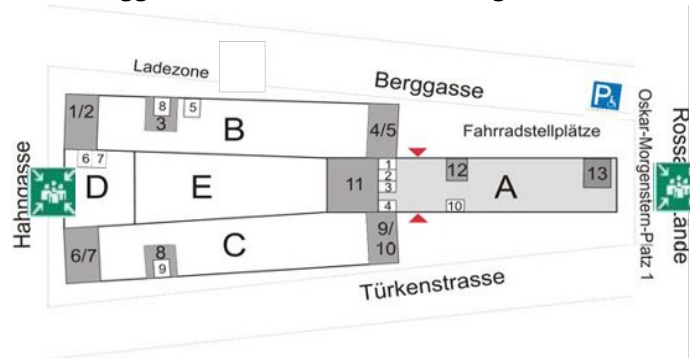 Ladezone
Berggasse
P
Fahrradstellplätze
Oskar-Morgenstern-Platz 1
Hahngasse
1/2
8
5
3
B
4/5
6 7
D
E
11
1
2
3
4
12
10
A
13
6/7
8
9
C
9/
10
Türkenstrasse